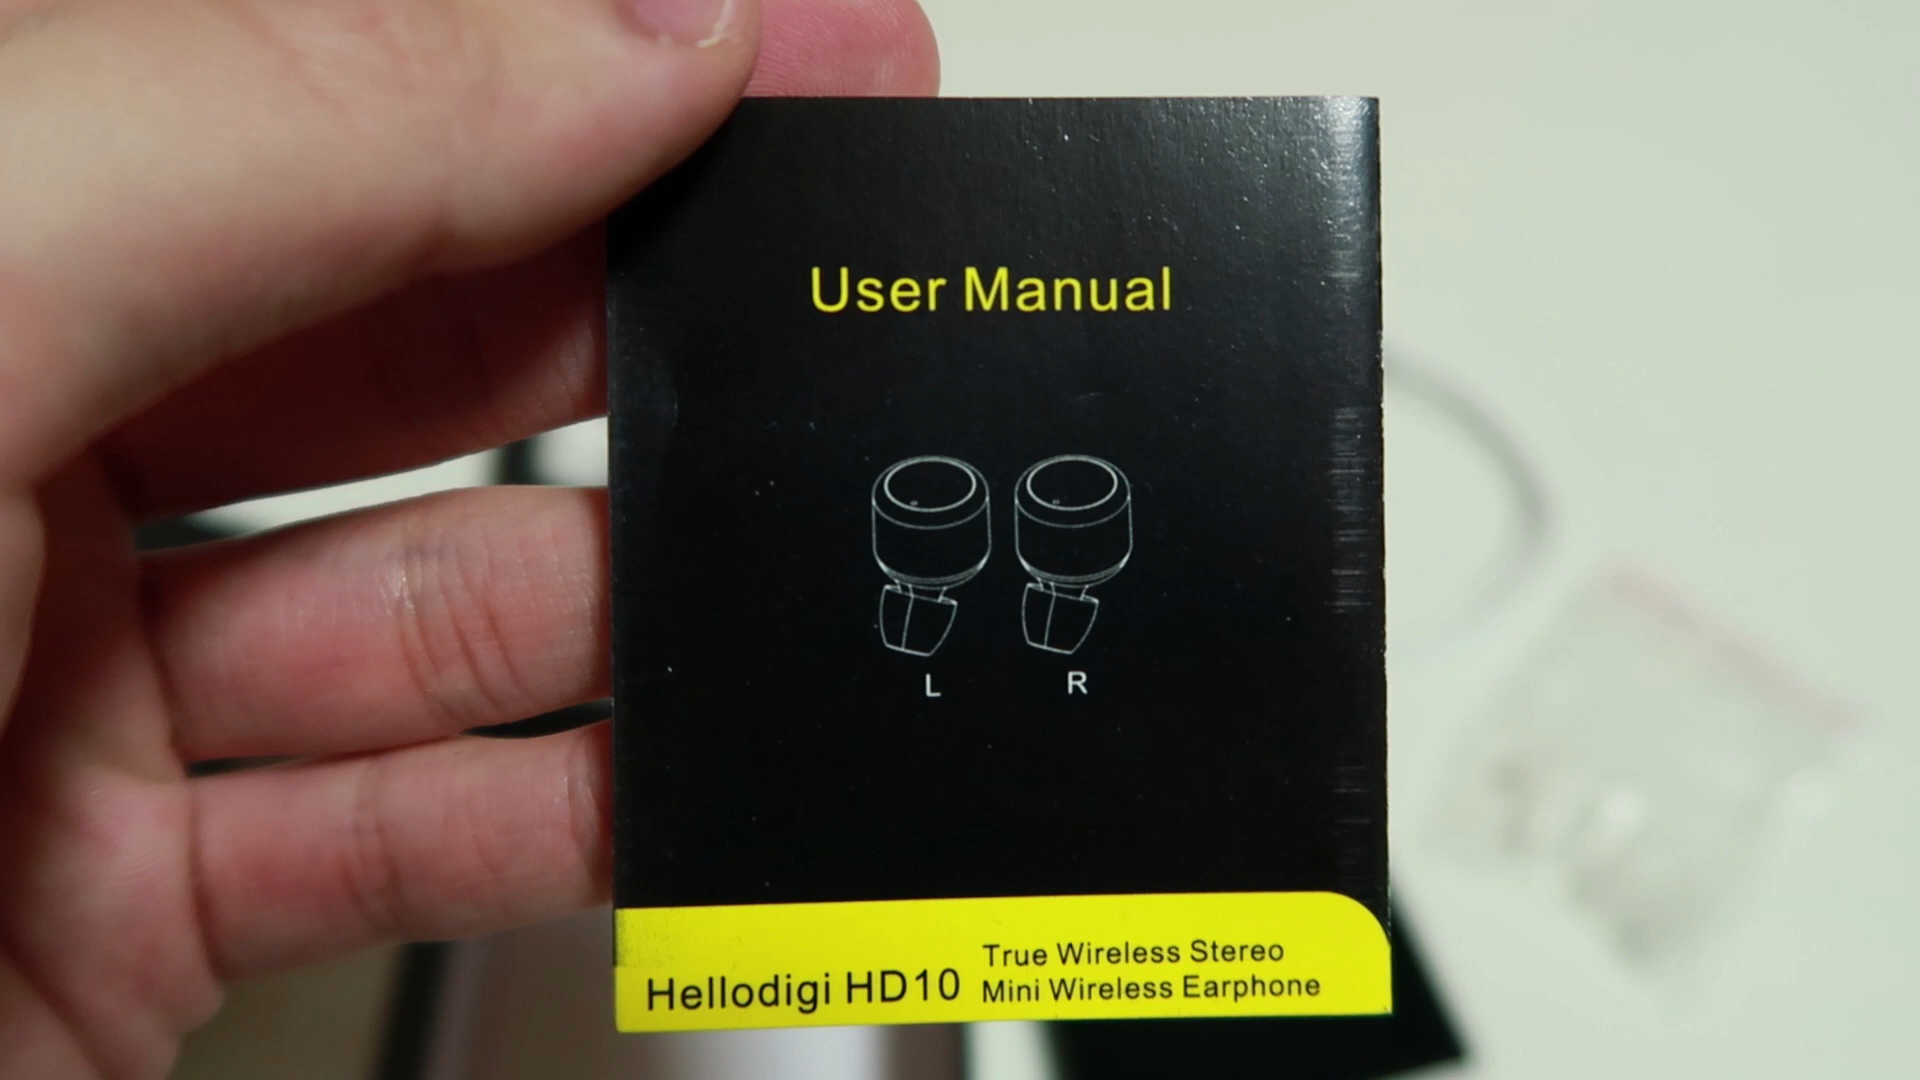 User Manual
L R
Hellodigi HD10
True Wireless Stereo
Mini Wireless Earphone